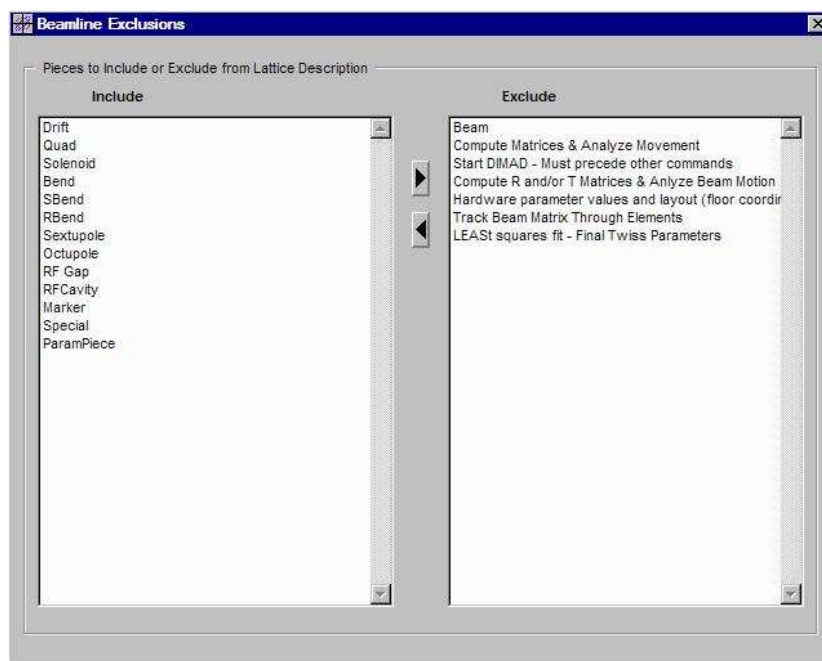 Beamline Exclusions
Pieces to Include or Exclude from Lattice Description
Include
Drift
Quad
Solenoid
Bend
SBend
RBend
Sextupole
Octupole
RF Gap
RFCavity
Marker
Special
ParamPiece
Exclude
Beam
Compute Matrices & Analyze Movement
Start DIMAD - Must precede other commands
Compute R and/or T Matrices & Anlyze Beam Motion
Hardware parameter values and layout (floor coordin
Track Beam Matrix Through Elements
LEASt squares fit - Final Twiss Parameters